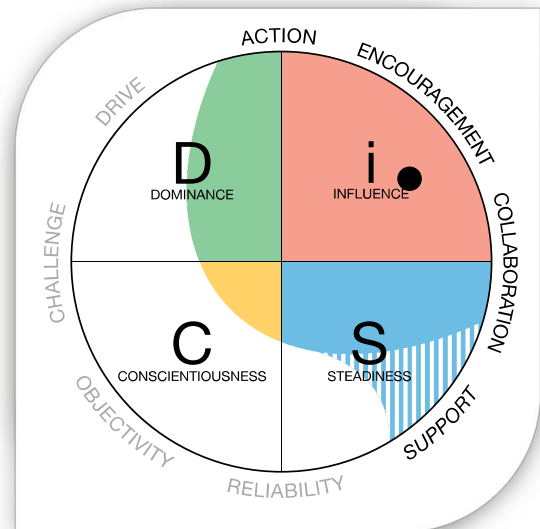 ACTION
ENCOURAGEMENT
DRIVE
D
DOMINANCE
i
INFLUENCE
COLLABORATION
CHALLENGE
C
CONSCIENTIOUSNESS
S
STEADINESS
SUPPORT
OBJECTIVITY
RELIABILITY